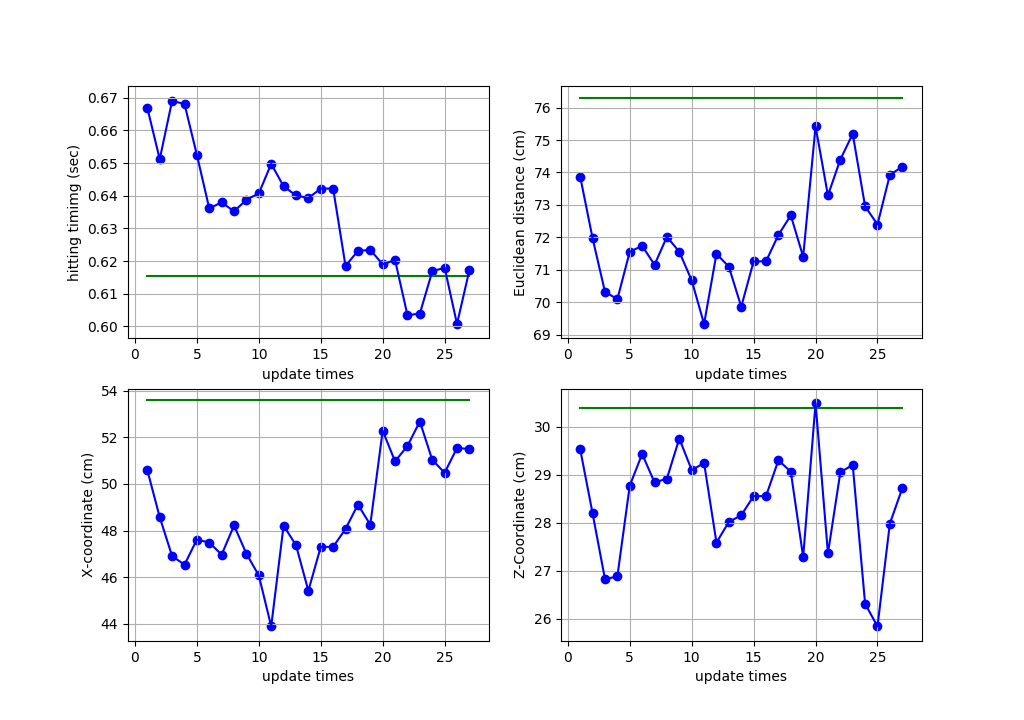 0.67
0.66
0.65
0.64
0.63
0.62
0.61
0.60
hitting timimg (sec)
0 5 10 15 20 25
update times
76
75
74
73
72
71
70
69
Euclidean distance (cm)
0 5 10 15 20 25
update times
54
52
50
48
46
44
X-coordinate (cm)
0 5 10 15 20 25
update times
30
29
28
27
26
Z-Coordinate (cm)
0 5 10 15 20 25
update times